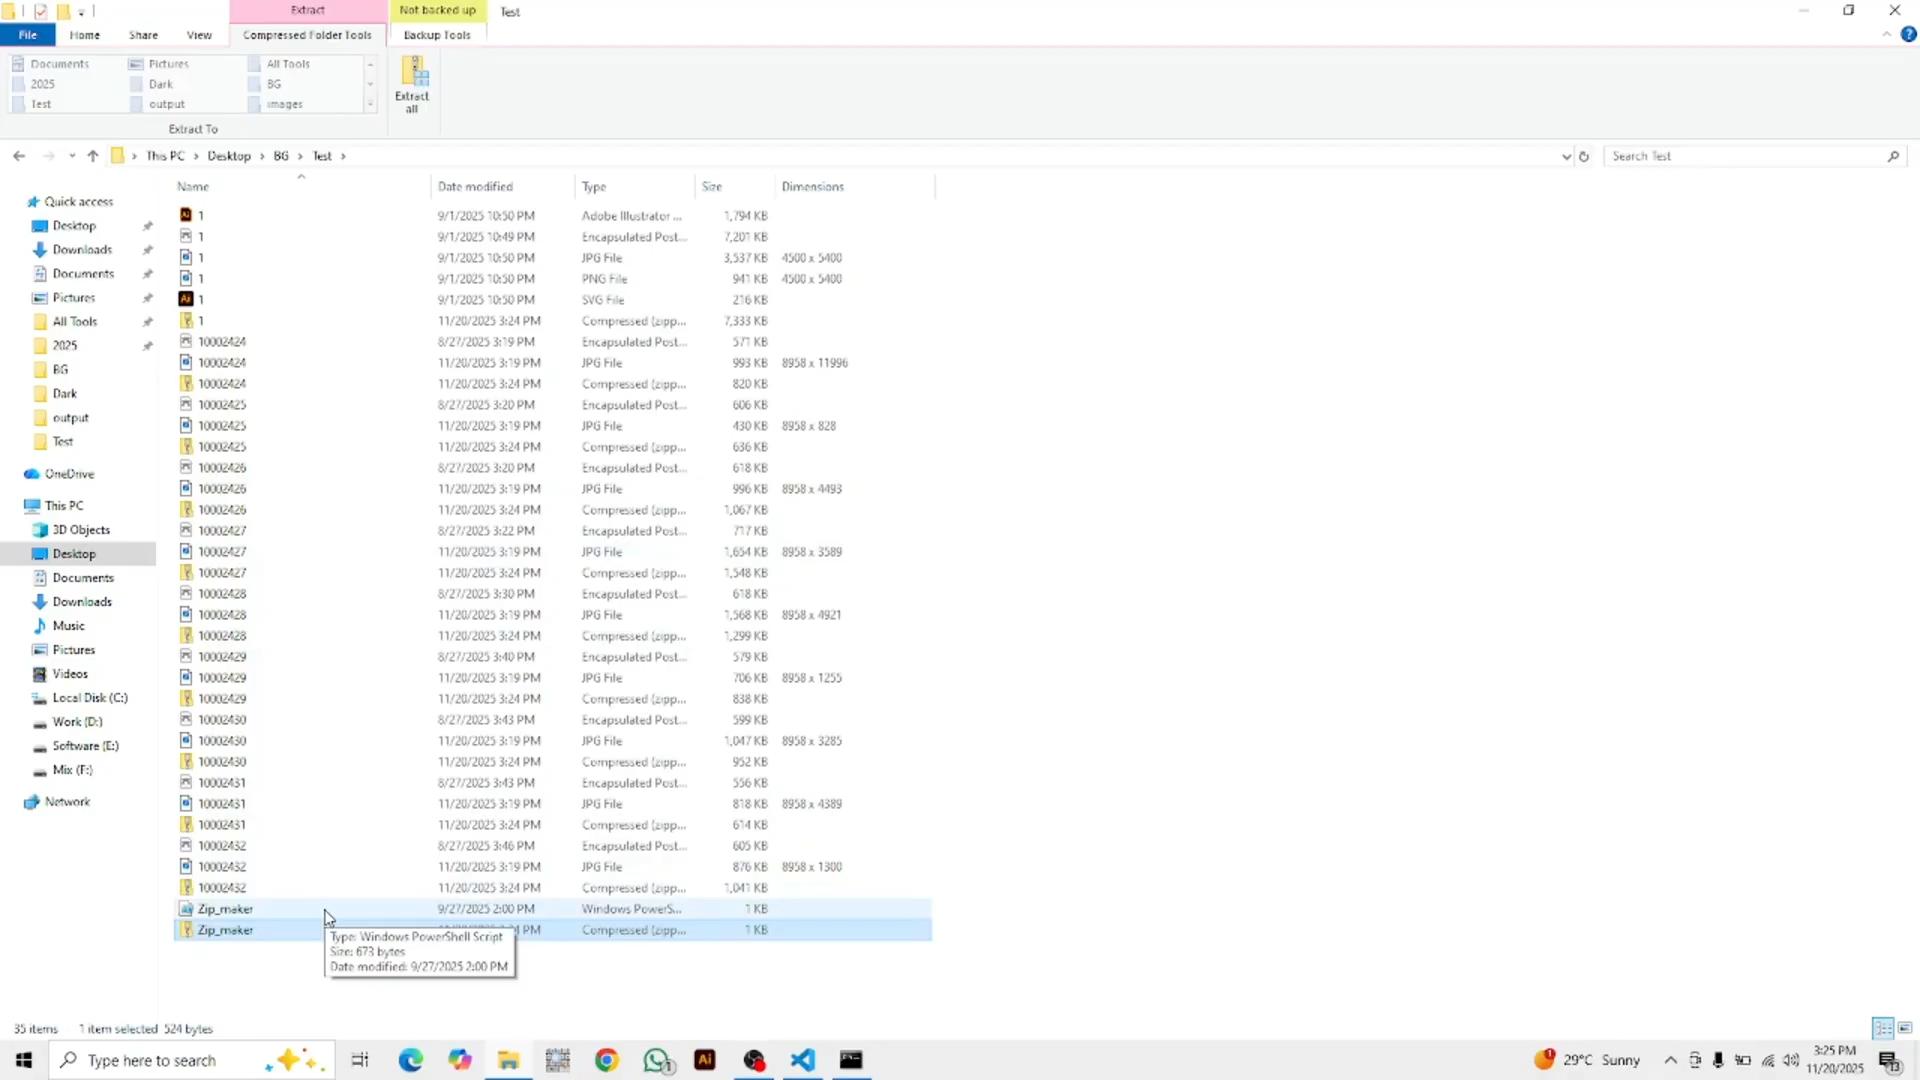 Extract
Not backed up
Test
File
Home
Share
View
Compressed Folder Tools
Backup Tools
Documents
Pictures
All Tools
2025
Dark
BG
Test
output
images
Extract To
Extract
all
This PC > Desktop > BG > Test >
Search Test
Name Date modified Type Size Dimensions
1 9/1/2025 10:50 PM Adobe Illustrator ... 1,794 KB
1 9/1/2025 10:49 PM Encapsulated Post... 7,201 KB
1 9/1/2025 10:50 PM JPG File 3,537 KB 4500 x 5400
1 9/1/2025 10:50 PM PNG File 941 KB 4500 x 5400
1 9/1/2025 10:50 PM SVG File 216 KB
1 11/20/2025 3:24 PM Compressed (zipp... 7,333 KB
10002424 8/27/2025 3:19 PM Encapsulated Post... 571 KB
10002424 11/20/2025 3:19 PM JPG File 993 KB 8958 x 11996
10002424 11/20/2025 3:24 PM Compressed (zipp... 820 KB
10002425 8/27/2025 3:20 PM Encapsulated Post... 606 KB
10002425 11/20/2025 3:19 PM JPG File 430 KB 8958 x 828
10002425 11/20/2025 3:24 PM Compressed (zipp... 636 KB
10002426 8/27/2025 3:20 PM Encapsulated Post... 618 KB
10002426 11/20/2025 3:19 PM JPG File 996 KB 8958 x 4493
10002426 11/20/2025 3:24 PM Compressed (zipp... 1,067 KB
10002427 8/27/2025 3:22 PM Encapsulated Post... 717 KB
10002427 11/20/2025 3:19 PM JPG File 1,654 KB 8958 x 3589
10002427 11/20/2025 3:24 PM Compressed (zipp... 1,548 KB
10002428 8/27/2025 3:30 PM Encapsulated Post... 618 KB
10002428 11/20/2025 3:19 PM JPG File 1,568 KB 8958 x 4921
10002428 11/20/2025 3:24 PM Compressed (zipp... 1,299 KB
10002429 8/27/2025 3:40 PM Encapsulated Post... 579 KB
10002429 11/20/2025 3:19 PM JPG File 706 KB 8958 x 1255
10002429 11/20/2025 3:24 PM Compressed (zipp... 838 KB
10002430 8/27/2025 3:43 PM Encapsulated Post... 599 KB
10002430 11/20/2025 3:19 PM JPG File 1,047 KB 8958 x 3285
10002430 11/20/2025 3:24 PM Compressed (zipp... 952 KB
10002431 8/27/2025 3:43 PM Encapsulated Post... 556 KB
10002431 11/20/2025 3:19 PM JPG File 818 KB 8958 x 4389
10002431 11/20/2025 3:24 PM Compressed (zipp... 614 KB
10002432 8/27/2025 3:46 PM Encapsulated Post... 605 KB
10002432 11/20/2025 3:19 PM JPG File 876 KB 8958 x 1300
10002432 11/20/2025 3:24 PM Compressed (zipp... 1,041 KB
Zip_maker 9/27/2025 2:00 PM Windows PowerS... 1 KB
Zip_maker PM Compressed (zipp... 1 KB
Type: Windows PowerShell Script
Size: 673 bytes
Date modified: 9/27/2025 2:00 PM
Quick access
Desktop
Downloads
Documents
Pictures
All Tools
2025
BG
Dark
output
Test
OneDrive
This PC
3D Objects
Desktop
Documents
Downloads
Music
Pictures
Videos
Local Disk (C:)
Work (D:)
Software (E:)
Mix (F:)
Network
35 items 1 item selected 524 bytes
Type here to search
29°C Sunny
3:25 PM
11/20/2025
13